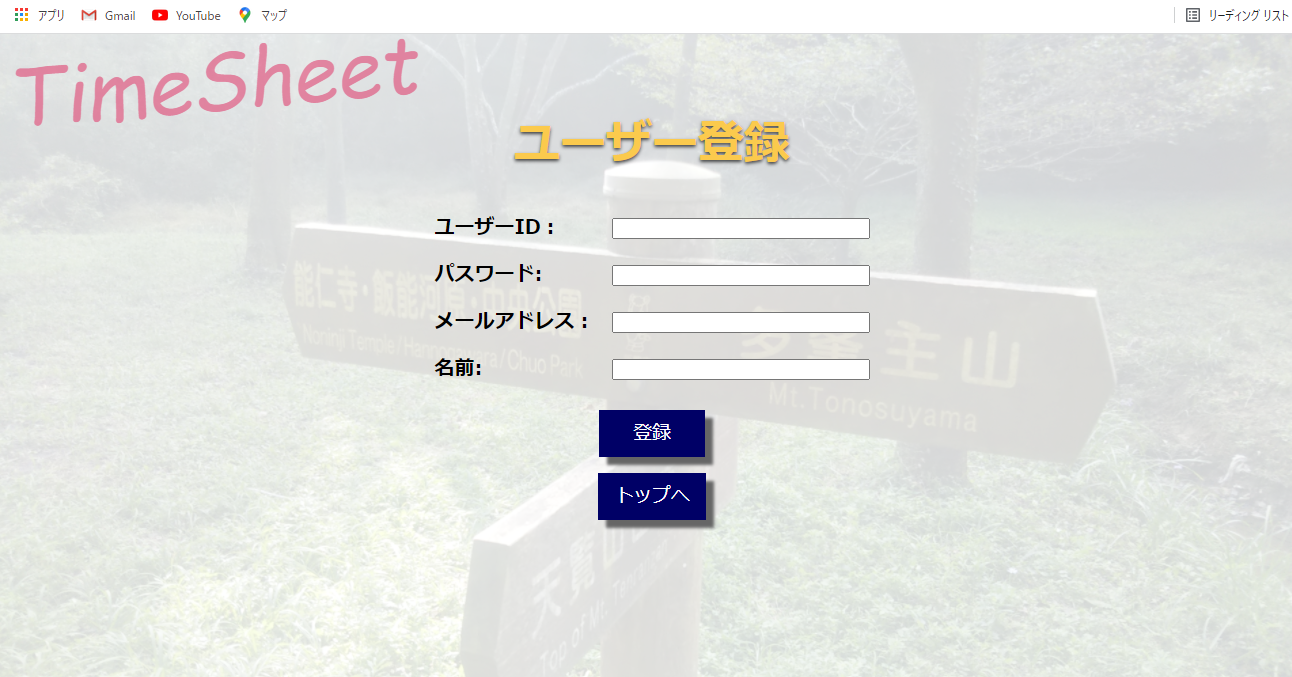 アプリ Gmail YouTube マップ リーディング リスト
TimeSheet
ユーザー登録
ユーザーID：
パスワード:
メールアドレス：
名前:
登録
トップへ
能仁寺・飯能河原・中央公園
Noninji Temple/Hannogawara/Chuo Park
多峯主山
Mt.Tonosuyama
天覧山
Top of Mt. Tenran